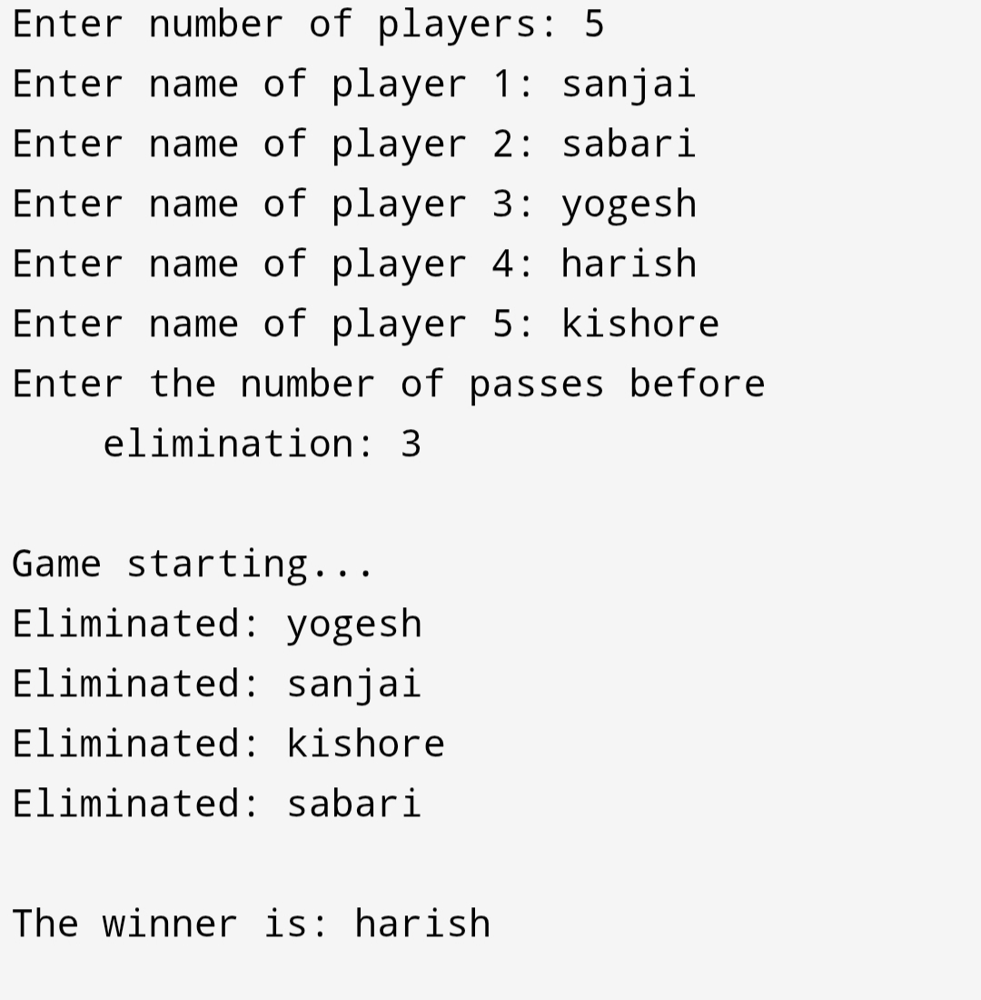 Enter number of players: 5
Enter name of player 1: sanjai
Enter name of player 2: sabari
Enter name of player 3: yogesh
Enter name of player 4: harish
Enter name of player 5: kishore
Enter the number of passes before
    elimination: 3

Game starting...
Eliminated: yogesh
Eliminated: sanjai
Eliminated: kishore
Eliminated: sabari

The winner is: harish